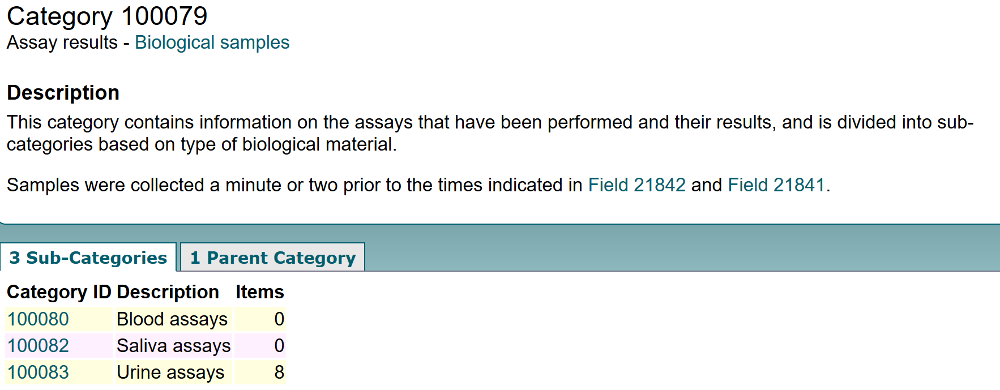 Category 100079
Assay results - Biological samples
Description
This category contains information on the assays that have been performed and their results, and is divided into sub-
categories based on type of biological material.
Samples were collected a minute or two prior to the times indicated in Field 21842 and Field 21841.
3 Sub-Categories 1 Parent Category
Category ID Description Items
100080 Blood assays 0
100082 Saliva assays 0
100083 Urine assays 8